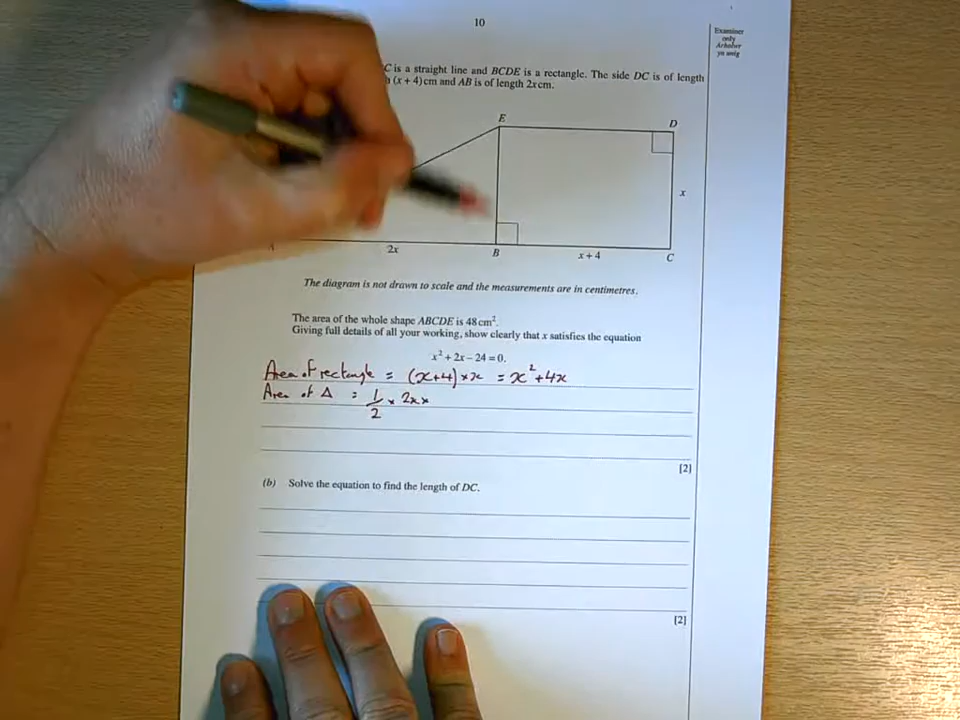 10
Examiner
only
Arholwr
yn unig
C is a straight line and BCDE is a rectangle. The side DC is of length
(x + 4) cm and AB is of length 2x cm.
E
D
x
2x
B
x + 4
C
The diagram is not drawn to scale and the measurements are in centimetres.
The area of the whole shape ABCDE is 48 cm².
Giving full details of all your working, show clearly that x satisfies the equation
x² + 2x – 24 = 0.
Area of rectangle = (x+4)×x = x²+4x
Area of Δ = 1/2 × 2x×
[2]
(b) Solve the equation to find the length of DC.
[2]